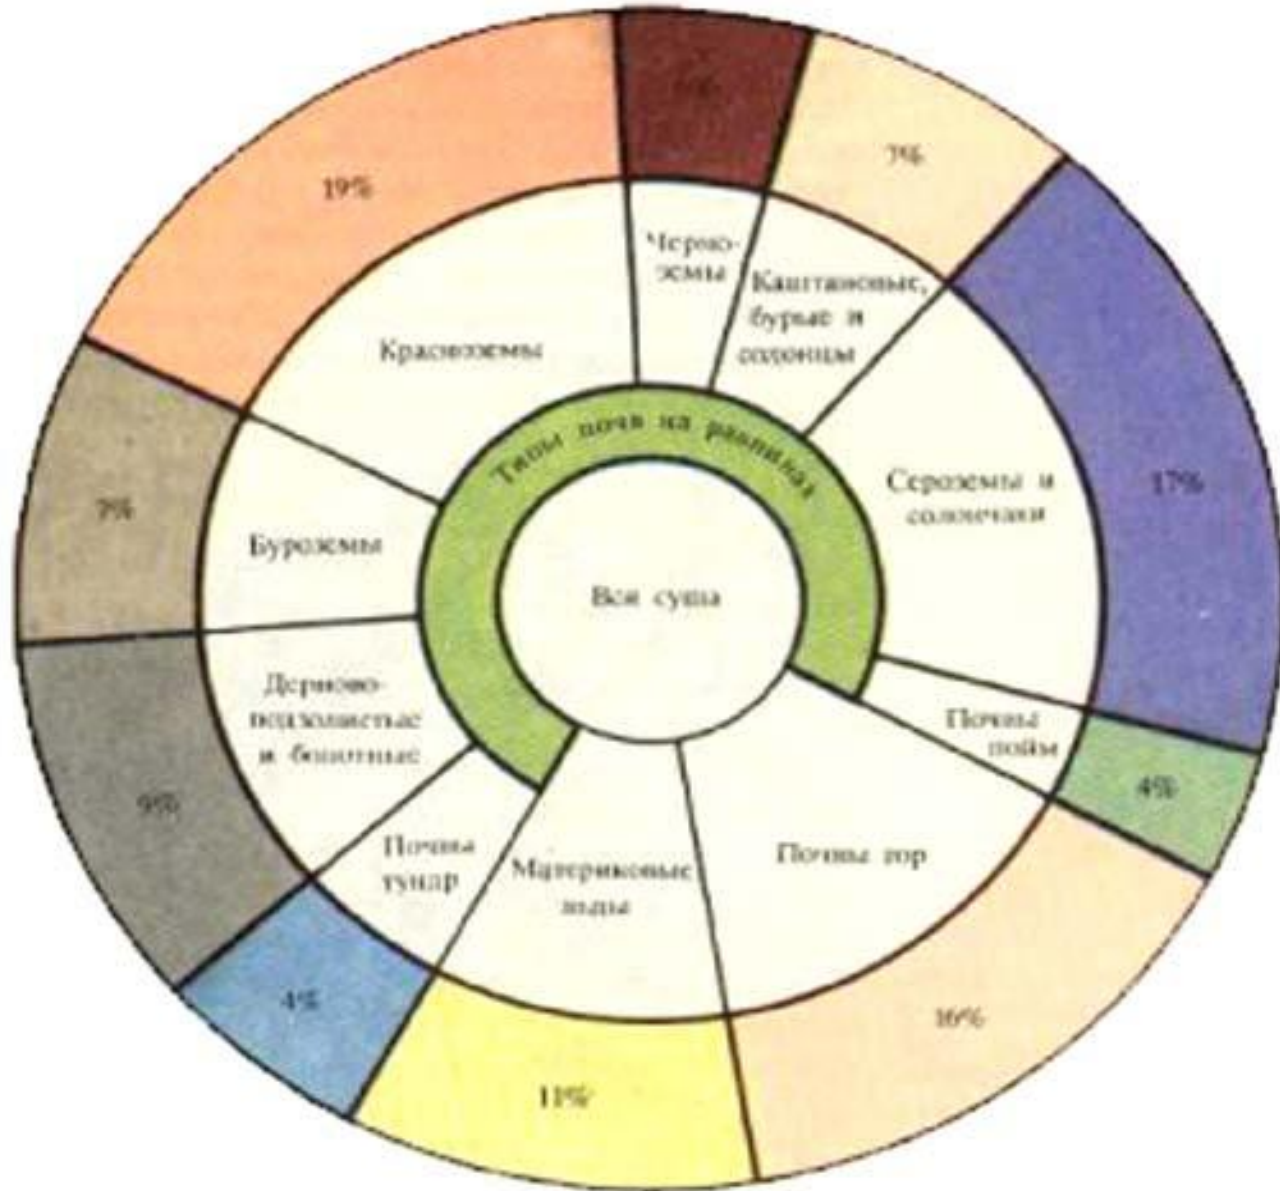 19%
7%
17%
4%
16%
11%
4%
9%
7%
Черно-
земы
Каштановые,
бурые и
солонцы
Сероземы и
солончаки
Почвы
пойм
Почвы гор
Материковые
льды
Почвы
тундр
Дерново-
подзолистые
и болотные
Буроземы
Красноземы
Типы почв на равнинах
Вся суша